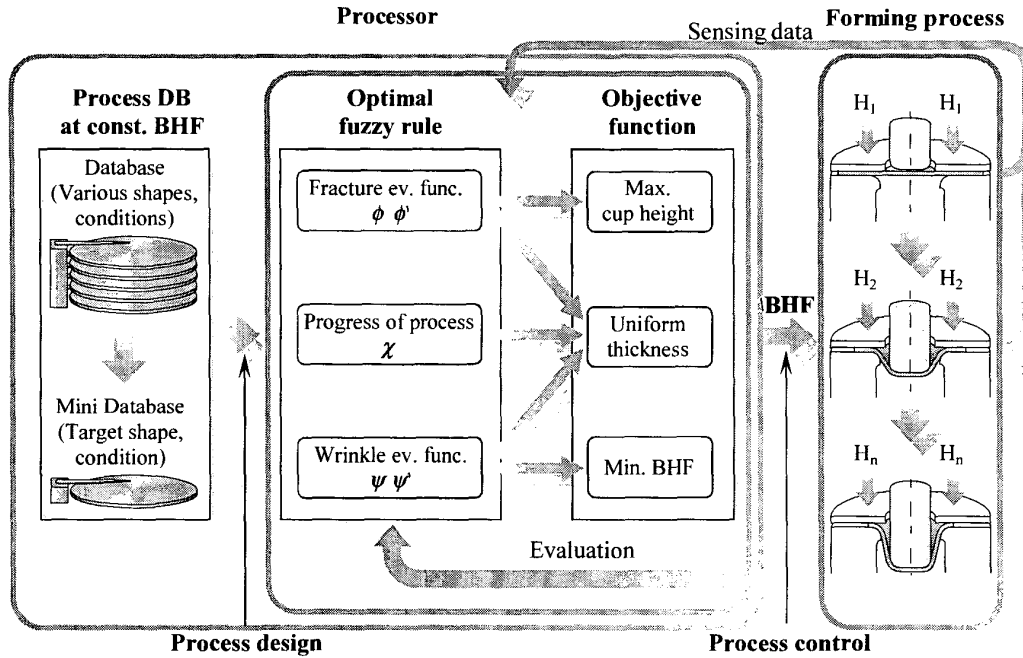 Processor
Forming process
Sensing data
Process DB
at const. BHF
Database
(Various shapes,
conditions)
Mini Database
(Target shape,
condition)
Optimal
fuzzy rule
Fracture ev. func.
ϕ ϕ'
Progress of process
χ
Wrinkle ev. func.
ψ ψ'
Objective
function
Max.
cup height
Uniform
thickness
Min. BHF
Evaluation
BHF
H₁ H₁
H₂ H₂
Hₙ Hₙ
Process design
Process control